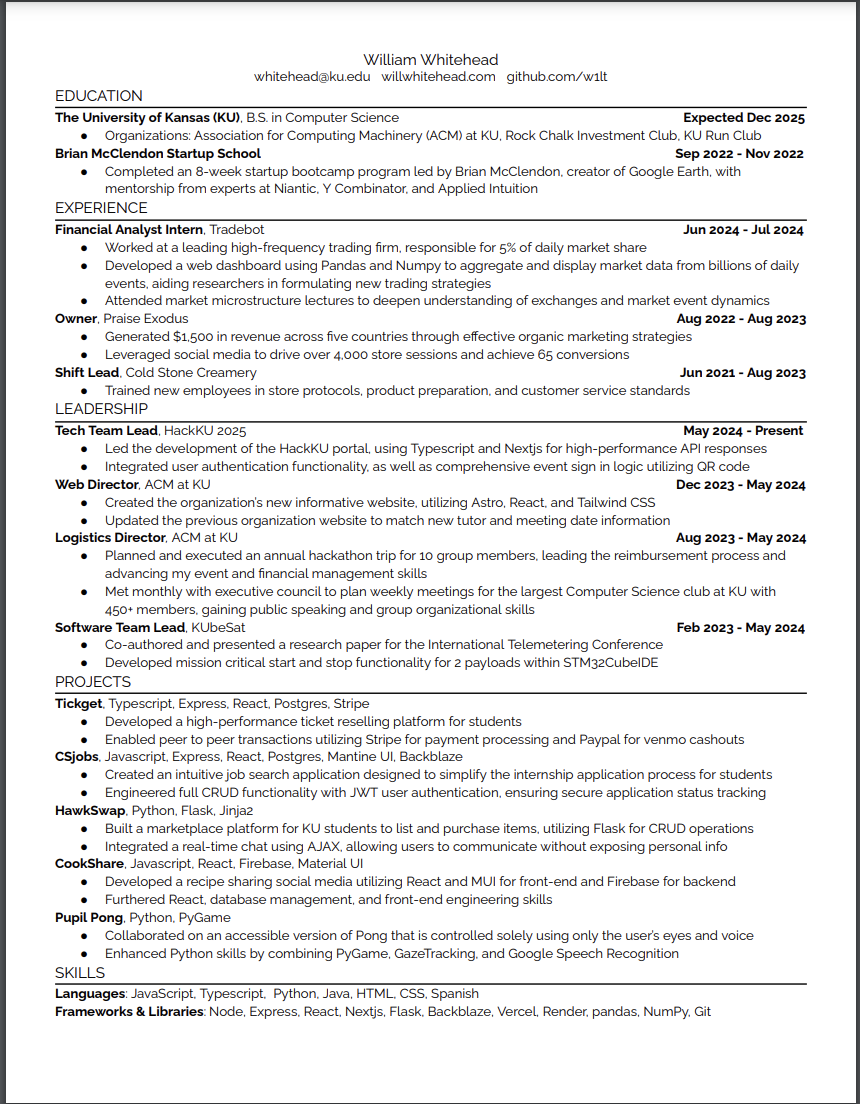 William Whitehead
whitehead@ku.edu willwhitehead.com github.com/w1lt
EDUCATION
The University of Kansas (KU), B.S. in Computer Science Expected Dec 2025
● Organizations: Association for Computing Machinery (ACM) at KU, Rock Chalk Investment Club, KU Run Club
Brian McClendon Startup School Sep 2022 - Nov 2022
● Completed an 8-week startup bootcamp program led by Brian McClendon, creator of Google Earth, with
mentorship from experts at Niantic, Y Combinator, and Applied Intuition
EXPERIENCE
Financial Analyst Intern, Tradebot Jun 2024 - Jul 2024
● Worked at a leading high-frequency trading firm, responsible for 5% of daily market share
● Developed a web dashboard using Pandas and Numpy to aggregate and display market data from billions of daily
events, aiding researchers in formulating new trading strategies
● Attended market microstructure lectures to deepen understanding of exchanges and market event dynamics
Owner, Praise Exodus Aug 2022 - Aug 2023
● Generated $1,500 in revenue across five countries through effective organic marketing strategies
● Leveraged social media to drive over 4,000 store sessions and achieve 65 conversions
Shift Lead, Cold Stone Creamery Jun 2021 - Aug 2023
● Trained new employees in store protocols, product preparation, and customer service standards
LEADERSHIP
Tech Team Lead, HackKU 2025 May 2024 - Present
● Led the development of the HackKU portal, using Typescript and Nextjs for high-performance API responses
● Integrated user authentication functionality, as well as comprehensive event sign in logic utilizing QR code
Web Director, ACM at KU Dec 2023 - May 2024
● Created the organization's new informative website, utilizing Astro, React, and Tailwind CSS
● Updated the previous organization website to match new tutor and meeting date information
Logistics Director, ACM at KU Aug 2023 - May 2024
● Planned and executed an annual hackathon trip for 10 group members, leading the reimbursement process and
advancing my event and financial management skills
● Met monthly with executive council to plan weekly meetings for the largest Computer Science club at KU with
450+ members, gaining public speaking and group organizational skills
Software Team Lead, KUbeSat Feb 2023 - May 2024
● Co-authored and presented a research paper for the International Telemetering Conference
● Developed mission critical start and stop functionality for 2 payloads within STM32CubeIDE
PROJECTS
Tickget, Typescript, Express, React, Postgres, Stripe
● Developed a high-performance ticket reselling platform for students
● Enabled peer to peer transactions utilizing Stripe for payment processing and Paypal for venmo cashouts
CSjobs, Javascript, Express, React, Postgres, Mantine UI, Backblaze
● Created an intuitive job search application designed to simplify the internship application process for students
● Engineered full CRUD functionality with JWT user authentication, ensuring secure application status tracking
HawkSwap, Python, Flask, Jinja2
● Built a marketplace platform for KU students to list and purchase items, utilizing Flask for CRUD operations
● Integrated a real-time chat using AJAX, allowing users to communicate without exposing personal info
CookShare, Javascript, React, Firebase, Material UI
● Developed a recipe sharing social media utilizing React and MUI for front-end and Firebase for backend
● Furthered React, database management, and front-end engineering skills
Pupil Pong, Python, PyGame
● Collaborated on an accessible version of Pong that is controlled solely using only the user's eyes and voice
● Enhanced Python skills by combining PyGame, GazeTracking, and Google Speech Recognition
SKILLS
Languages: JavaScript, Typescript, Python, Java, HTML, CSS, Spanish
Frameworks & Libraries: Node, Express, React, Nextjs, Flask, Backblaze, Vercel, Render, pandas, NumPy, Git